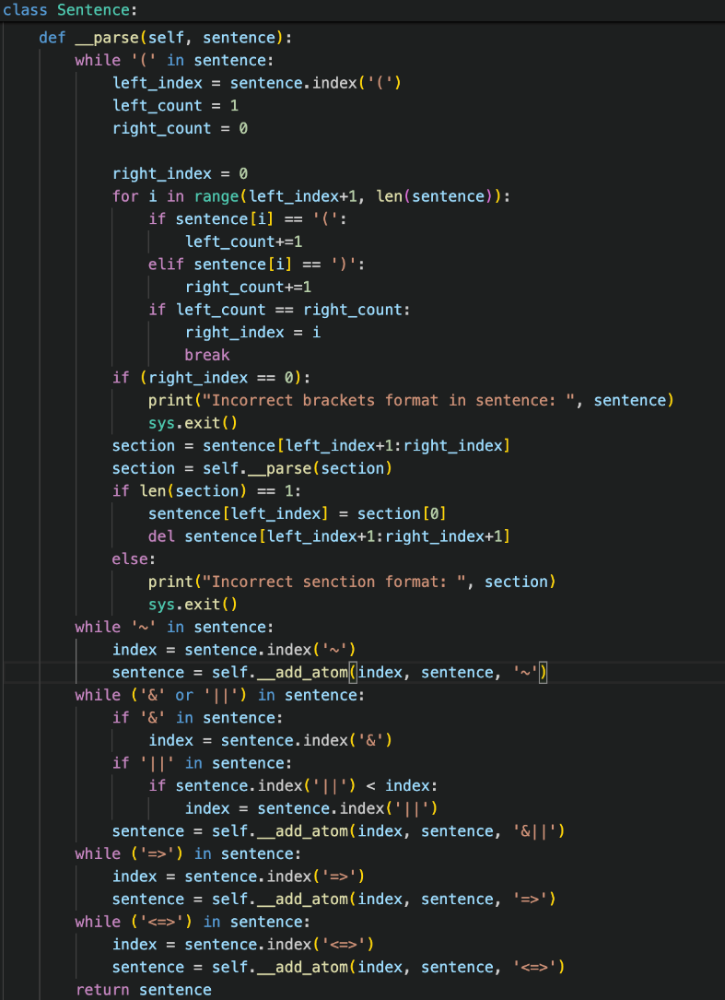 class Sentence:
    def __parse(self, sentence):
        while '(' in sentence:
            left_index = sentence.index('(')
            left_count = 1
            right_count = 0

            right_index = 0
            for i in range(left_index+1, len(sentence)):
                if sentence[i] == '(':
                    left_count+=1
                elif sentence[i] == ')':
                    right_count+=1
                if left_count == right_count:
                    right_index = i
                    break
            if (right_index == 0):
                print("Incorrect brackets format in sentence: ", sentence)
                sys.exit()
            section = sentence[left_index+1:right_index]
            section = self.__parse(section)
            if len(section) == 1:
                sentence[left_index] = section[0]
                del sentence[left_index+1:right_index+1]
            else:
                print("Incorrect senction format: ", section)
                sys.exit()
        while '~' in sentence:
            index = sentence.index('~')
            sentence = self.__add_atom(index, sentence, '~')
        while ('&' or '||') in sentence:
            if '&' in sentence:
                index = sentence.index('&')
            if '||' in sentence:
                if sentence.index('||') < index:
                    index = sentence.index('||')
            sentence = self.__add_atom(index, sentence, '&||')
        while ('=>') in sentence:
            index = sentence.index('=>')
            sentence = self.__add_atom(index, sentence, '=>')
        while ('<=>') in sentence:
            index = sentence.index('<=>')
            sentence = self.__add_atom(index, sentence, '<=>')
        return sentence